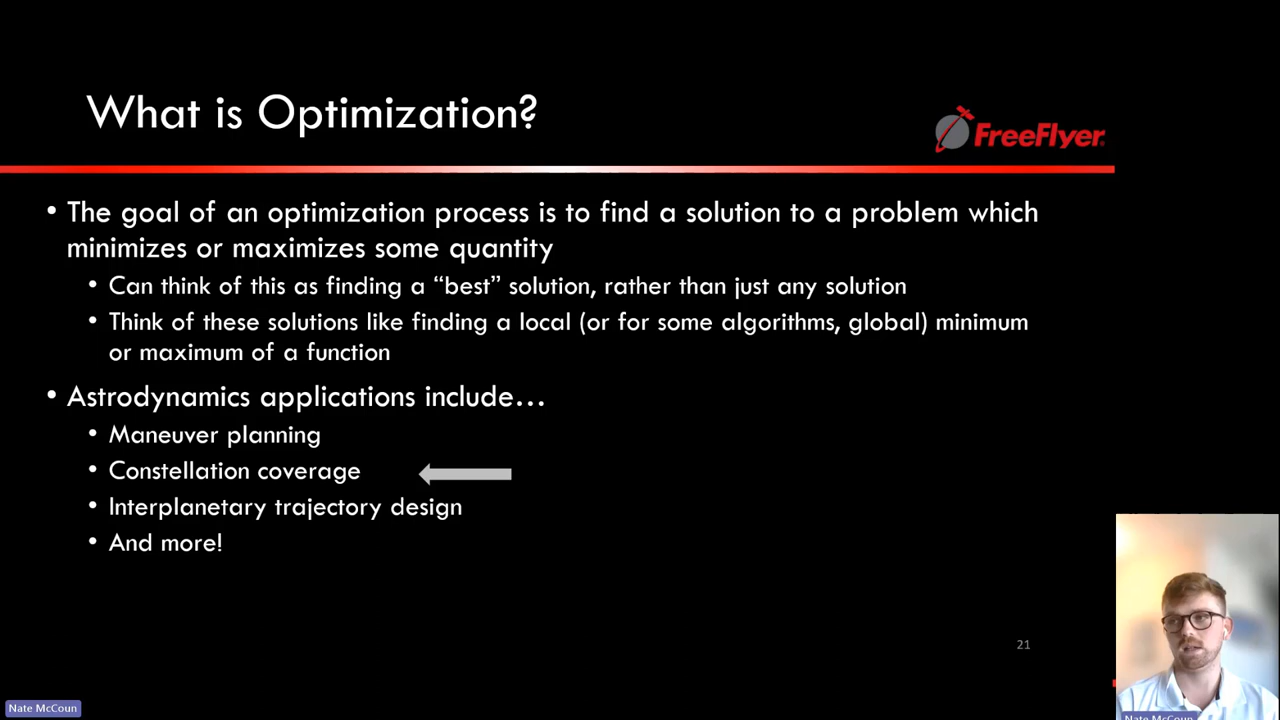 What is Optimization?
FreeFlyer
• The goal of an optimization process is to find a solution to a problem which
minimizes or maximizes some quantity
• Can think of this as finding a “best” solution, rather than just any solution
• Think of these solutions like finding a local (or for some algorithms, global) minimum
or maximum of a function
• Astrodynamics applications include…
• Maneuver planning
• Constellation coverage
• Interplanetary trajectory design
• And more!
21
Nate McCoun
Nate McCoun